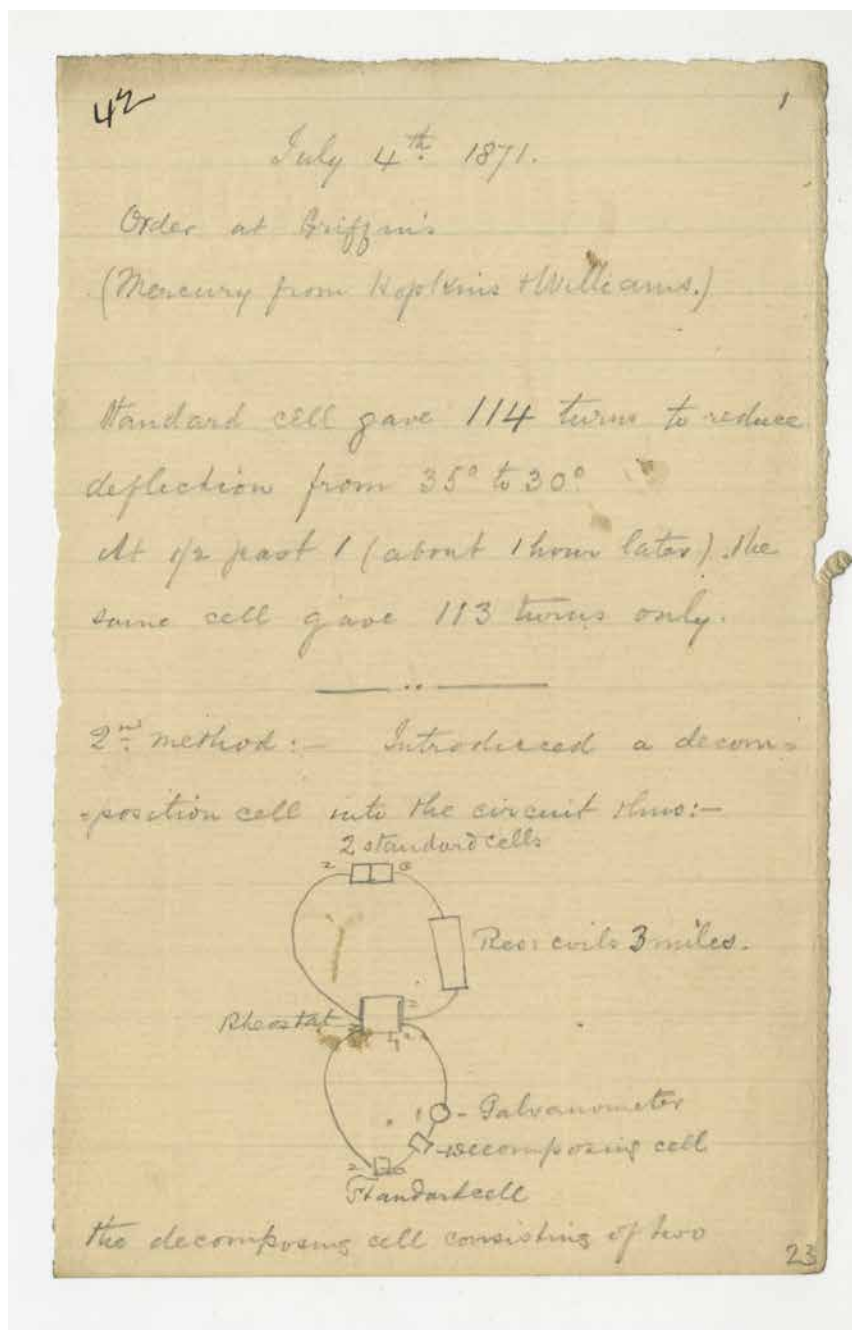 42
1
July 4th. 1871.
Order at Griffin's
(Mercury from Hopkins & Williams.)
Standard cell gave 114 turns to reduce
deflection from 35° to 30°.
At 1/2 past 1 (about 1 hour later) the
same cell gave 113 turns only.
2nd. method:— Introduced a decom=
=position cell into the circuit thus:—
2 standard cells
Z C
coils 3 miles.
Rheostat
Galvanometer
Decomposing cell
Z C
Standard cell
the decomposing cell consisting of two
23